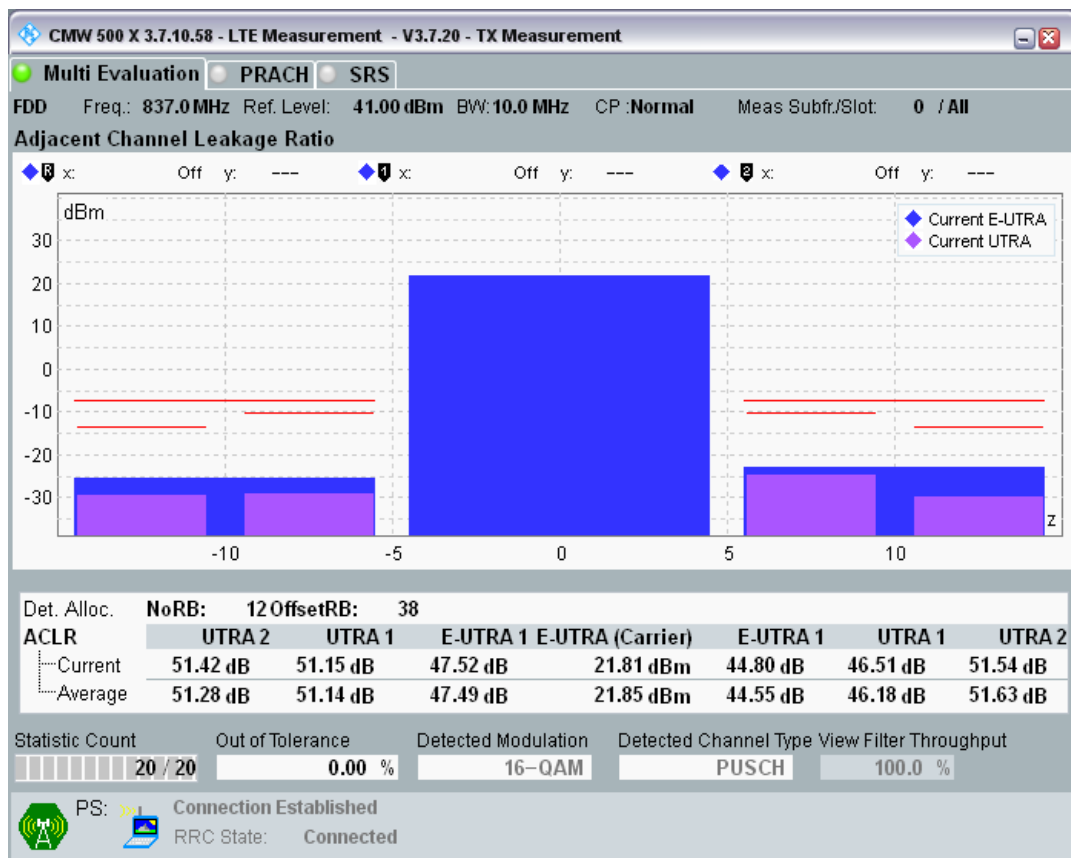 CMW 500 X 3.7.10.58 - LTE Measurement - V3.7.20 - TX Measurement
Multi Evaluation PRACH SRS
FDD Freq.: 837.0 MHz Ref. Level: 41.00 dBm BW: 10.0 MHz CP :Normal Meas Subfr./Slot: 0 / All
Adjacent Channel Leakage Ratio
R x: Off y: --- 1 x: Off y: --- 2 x: Off y: ---
dBm
Current E-UTRA
Current UTRA
30
20
10
0
-10
-20
-30
z
-10 -5 0 5 10
Det. Alloc. NoRB: 12 OffsetRB: 38
ACLR UTRA 2 UTRA 1 E-UTRA 1 E-UTRA (Carrier) E-UTRA 1 UTRA 1 UTRA 2
Current 51.42 dB 51.15 dB 47.52 dB 21.81 dBm 44.80 dB 46.51 dB 51.54 dB
Average 51.28 dB 51.14 dB 47.49 dB 21.85 dBm 44.55 dB 46.18 dB 51.63 dB
Statistic Count Out of Tolerance Detected Modulation Detected Channel Type View Filter Throughput
20 / 20 0.00 % 16-QAM PUSCH 100.0 %
PS: Connection Established
RRC State: Connected